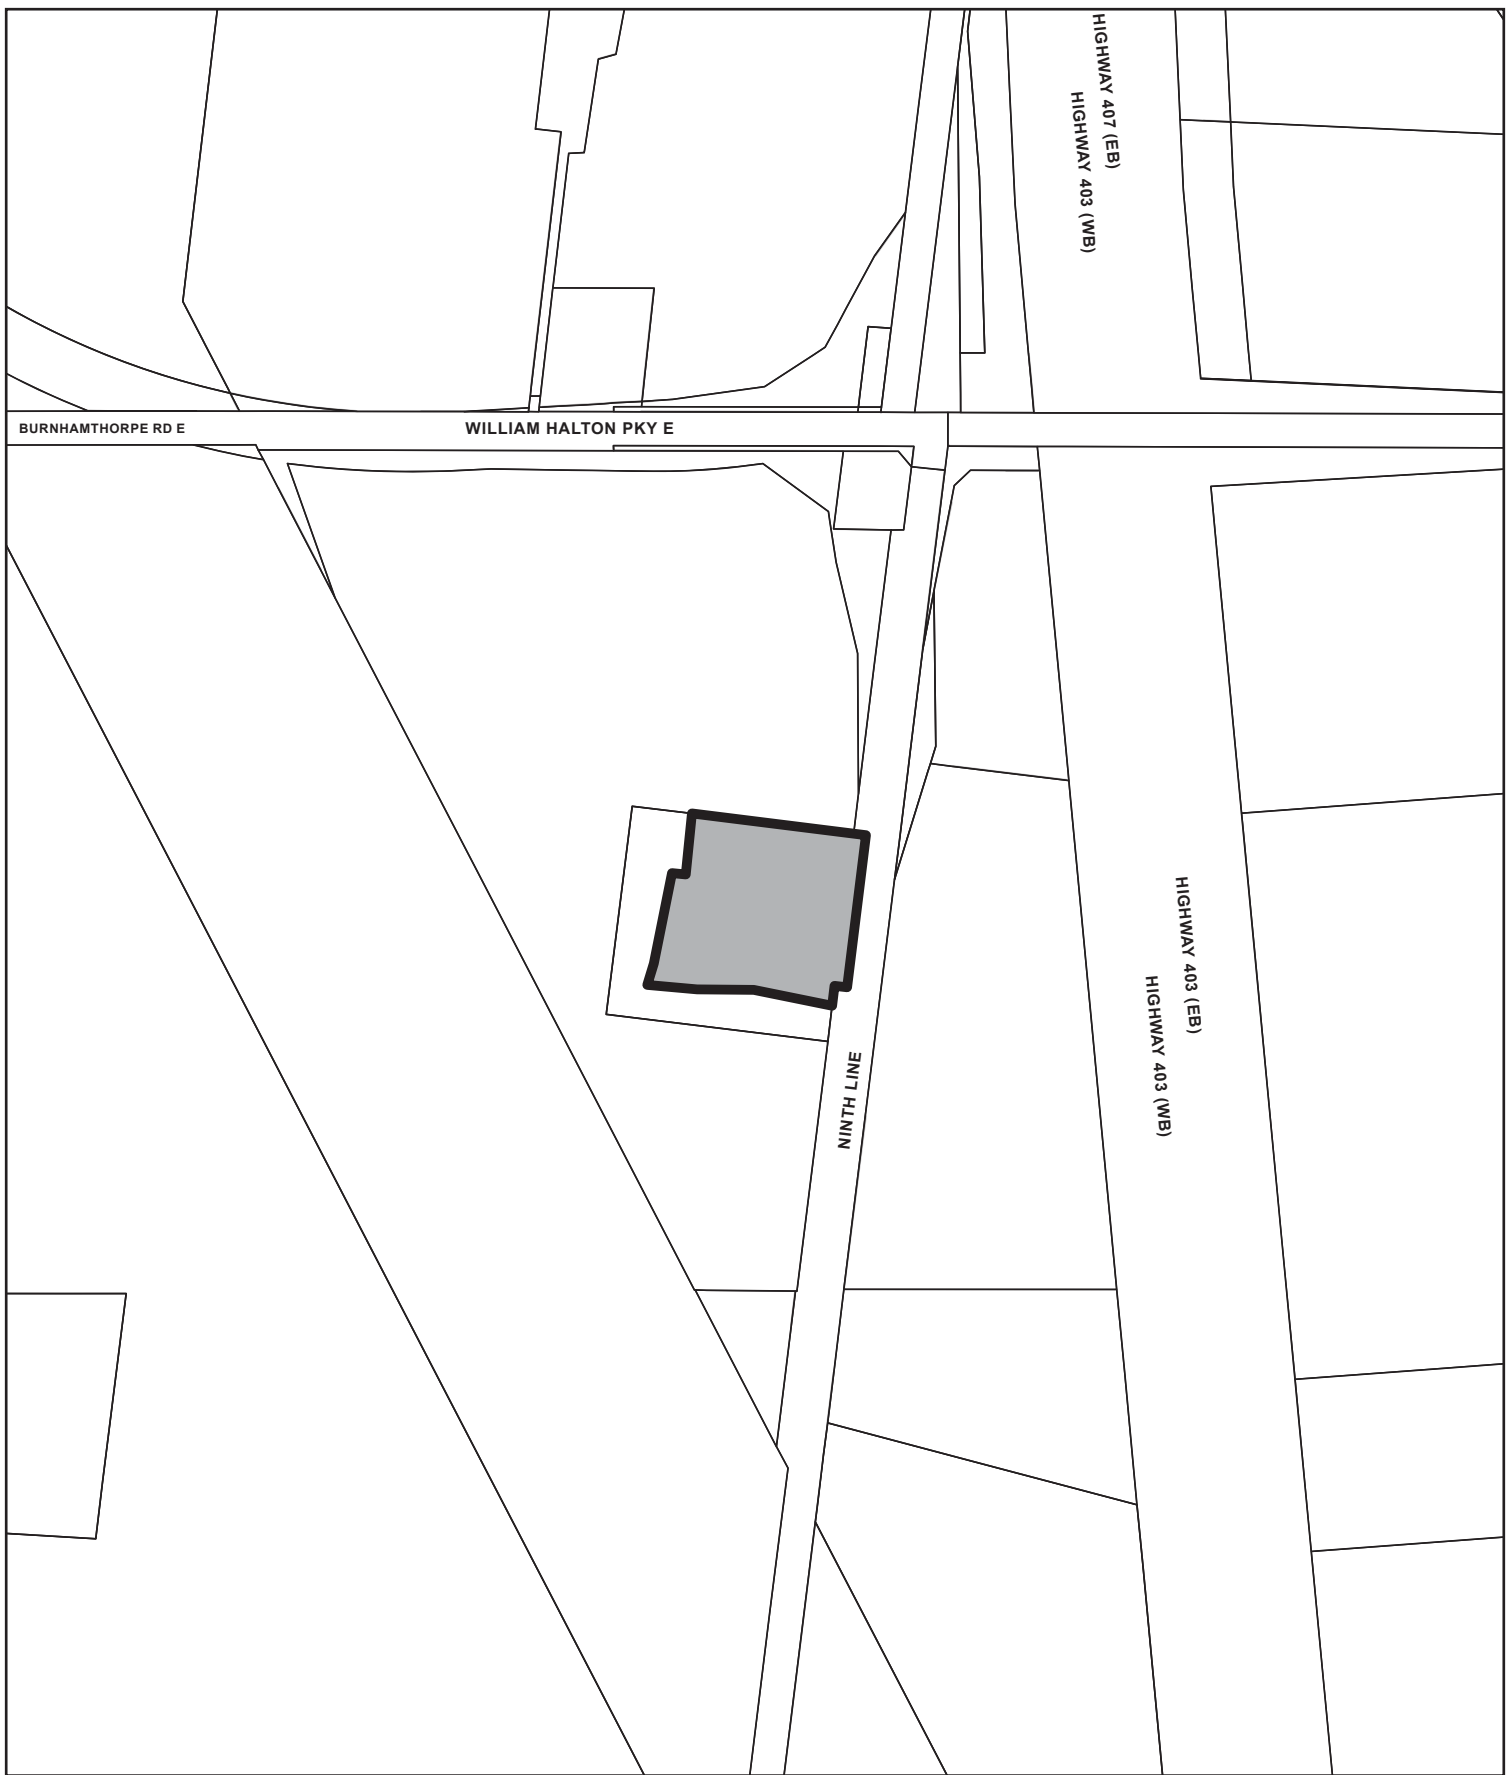 HIGHWAY 407 (EB)
HIGHWAY 403 (WB)
BURNHAMTHORPE RD E
WILLIAM HALTON PKY E
HIGHWAY 403 (EB)
HIGHWAY 403 (WB)
NINTH LINE